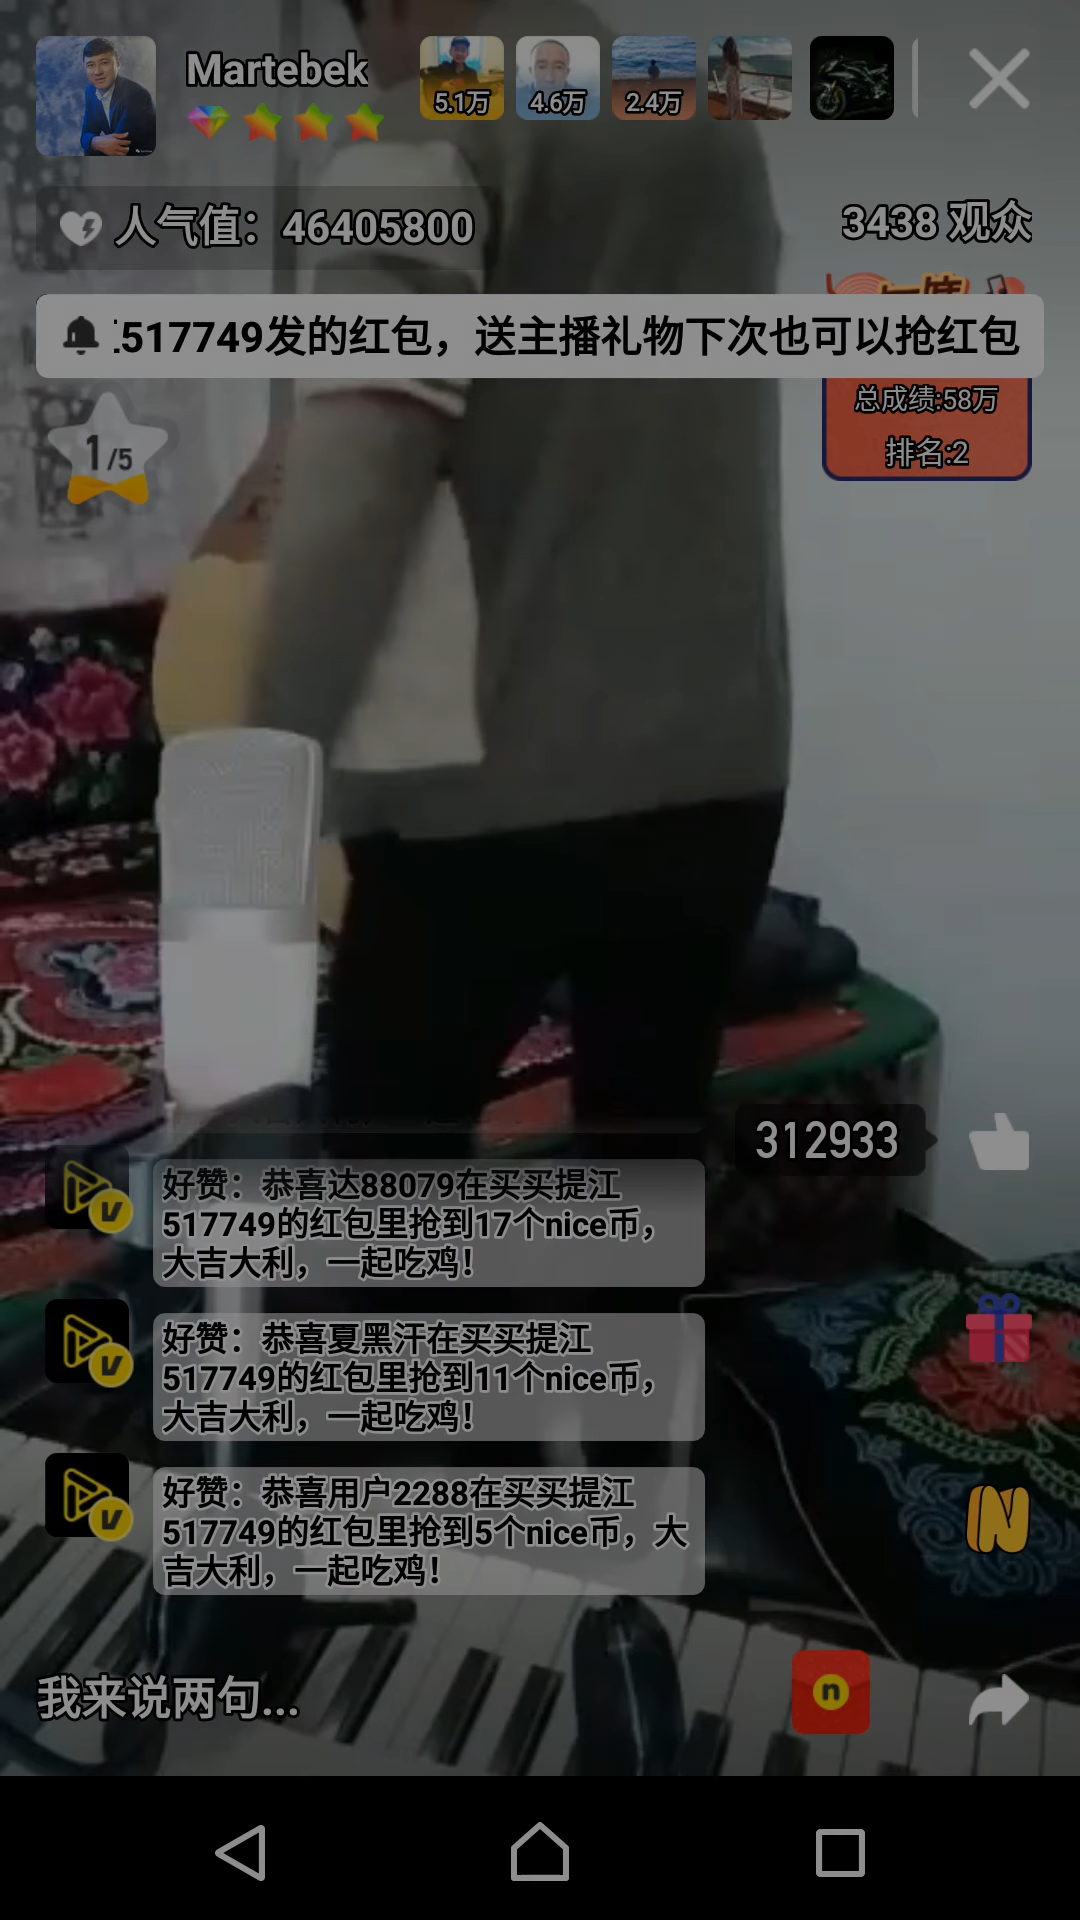 Martebek
5.1万
4.6万
2.4万
人气值：46405800
3438 观众
517749发的红包，送主播礼物下次也可以抢红包
总成绩:58万
排名:2
1/5
312933
好赞：恭喜达88079在买买提江
517749的红包里抢到17个nice币，
大吉大利，一起吃鸡！
好赞：恭喜夏黑汗在买买提江
517749的红包里抢到11个nice币，
大吉大利，一起吃鸡！
好赞：恭喜用户2288在买买提江
517749的红包里抢到5个nice币，大
吉大利，一起吃鸡！
N
我来说两句...
n